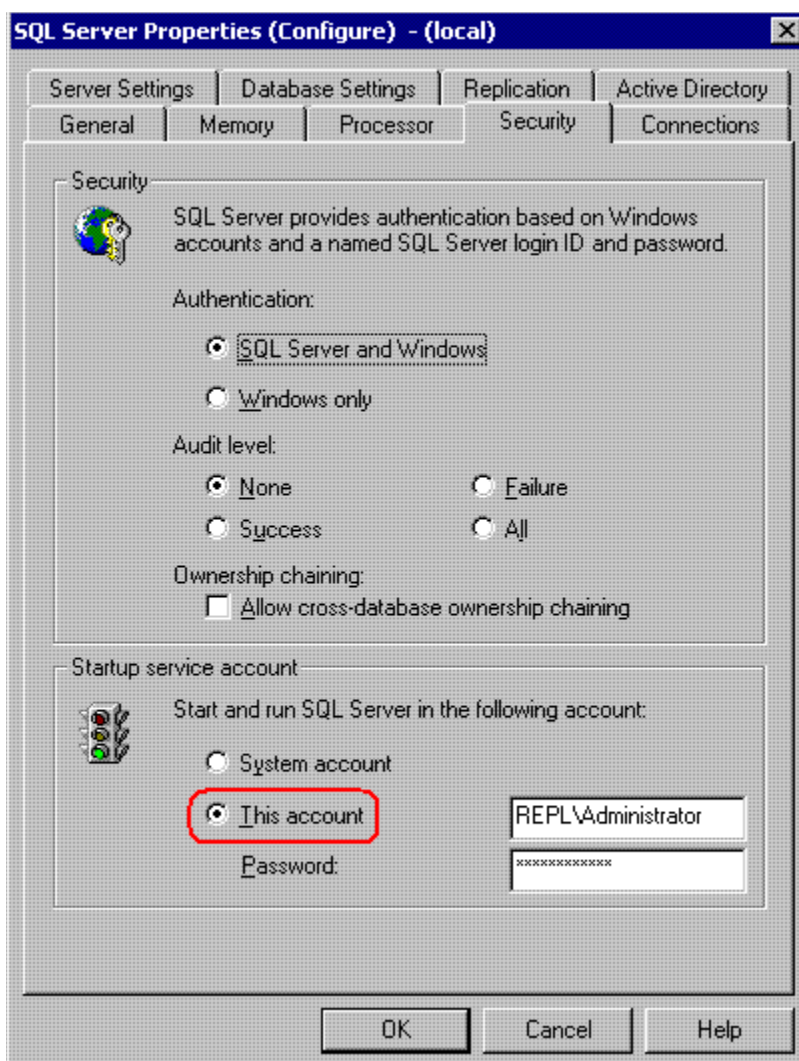 SQL Server Properties (Configure) - (local)
Server Settings Database Settings Replication Active Directory
General Memory Processor Security Connections
Security
SQL Server provides authentication based on Windows
accounts and a named SQL Server login ID and password.
Authentication:
SQL Server and Windows
Windows only
Audit level:
None Failure
Success All
Ownership chaining:
Allow cross-database ownership chaining
Startup service account
Start and run SQL Server in the following account:
System account
This account REPL\Administrator
Password: ************
OK Cancel Help